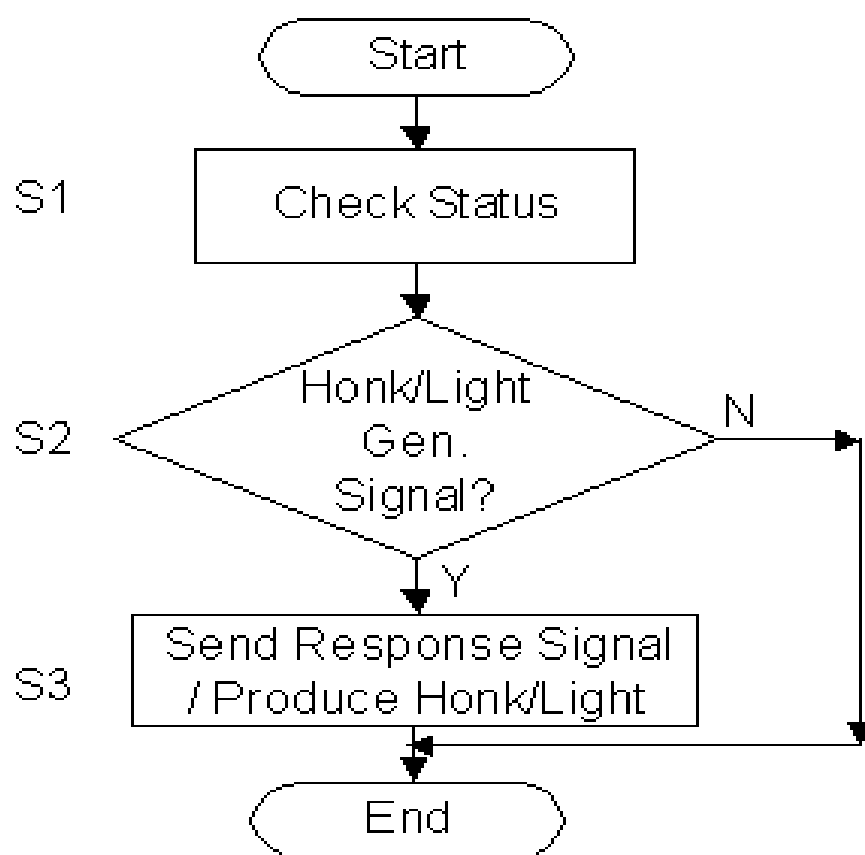 Start
S1
Check Status
S2
Honk/Light
Gen.
Signal?
N
Y
S3
Send Response Signal
/ Produce Honk/Light
End